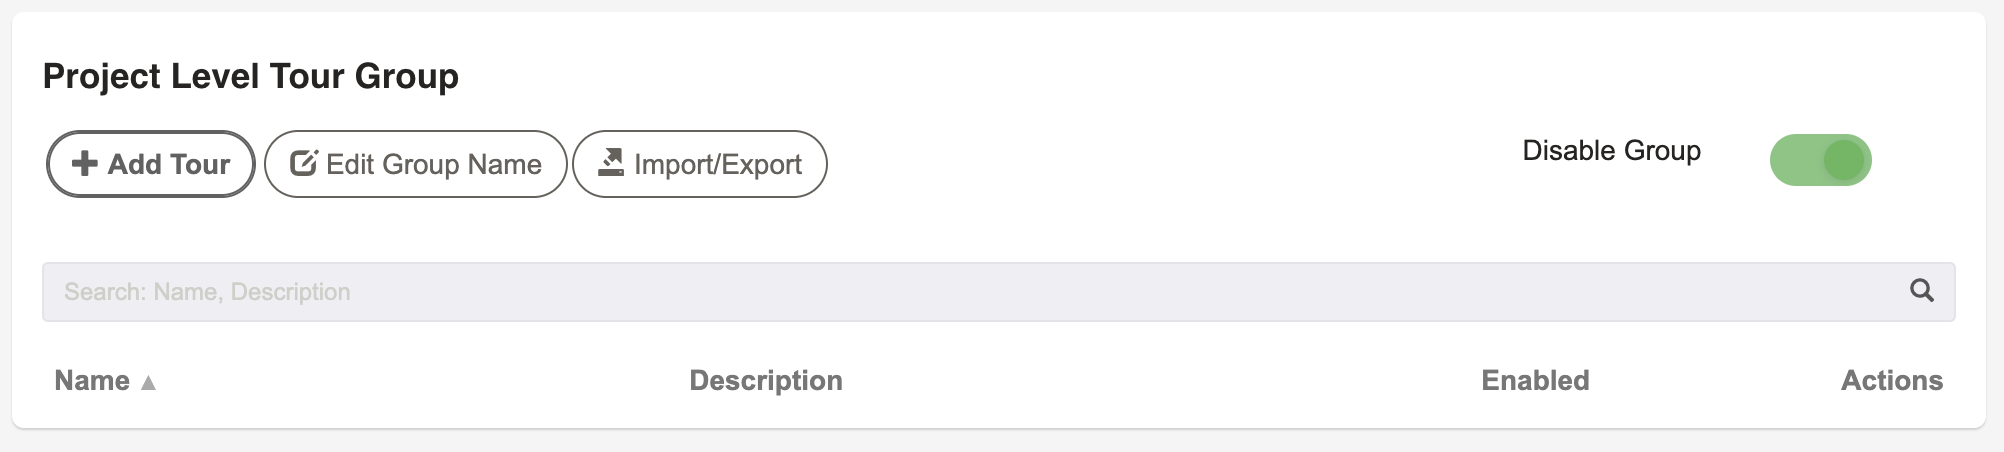 Project Level Tour Group
Add Tour Edit Group Name Import/Export Disable Group
Search: Name, Description
Name ▲ Description Enabled Actions